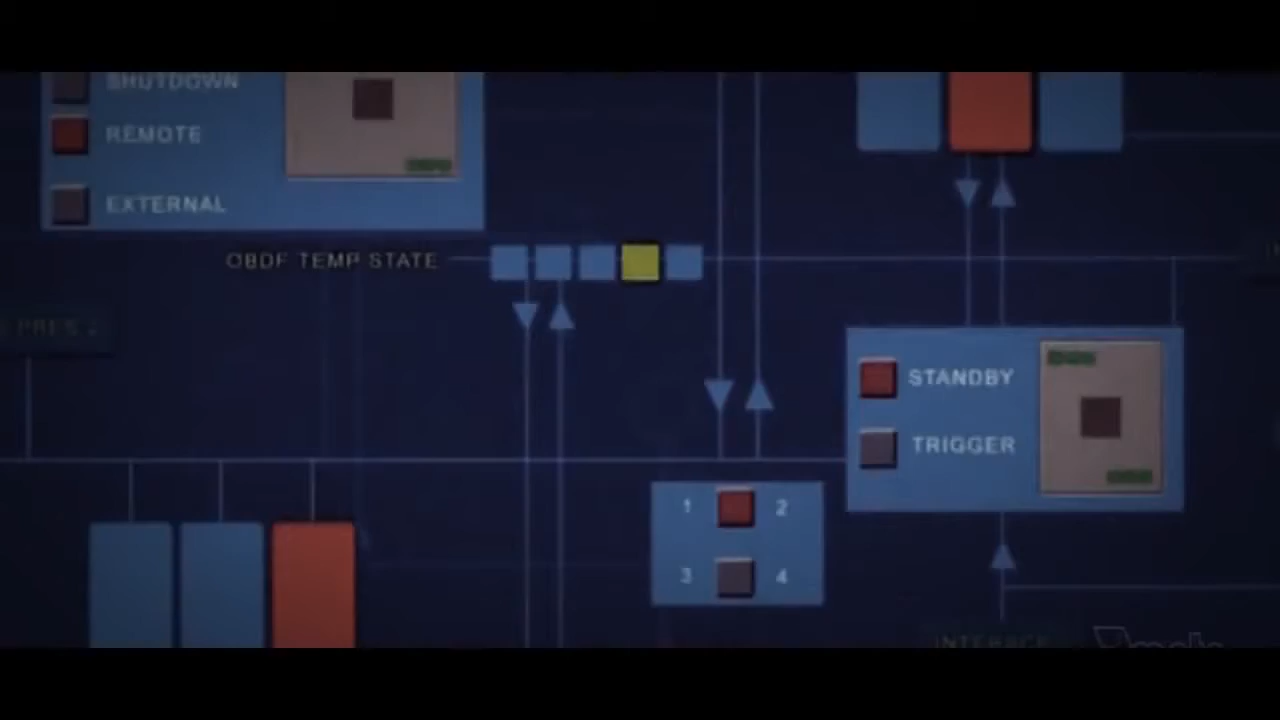 SHUTDOWN
REMOTE
EXTERNAL
OBDF TEMP STATE
STANDBY
TRIGGER
1 2
3 4